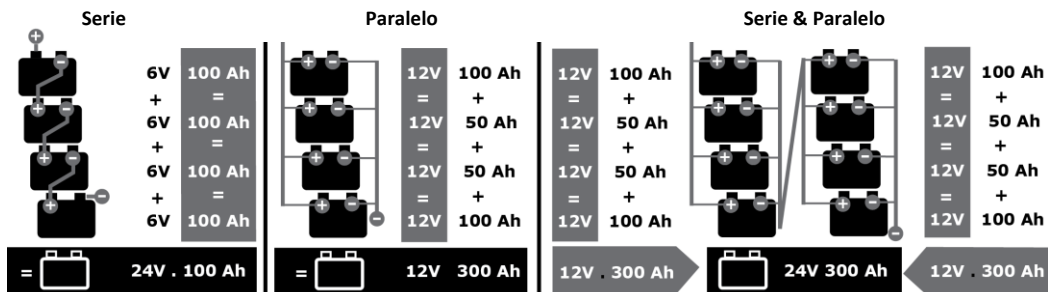 Serie
Paralelo
Serie & Paralelo
6V 100 Ah
+ =
6V 100 Ah
+ =
6V 100 Ah
+ =
6V 100 Ah
= 24V . 100 Ah
12V 100 Ah
= +
12V 50 Ah
= +
12V 50 Ah
= +
12V 100 Ah
= 12V 300 Ah
12V 100 Ah
= +
12V 50 Ah
= +
12V 50 Ah
= +
12V 100 Ah
12V . 300 Ah
24V 300 Ah
12V 100 Ah
= +
12V 50 Ah
= +
12V 50 Ah
= +
12V 100 Ah
12V . 300 Ah